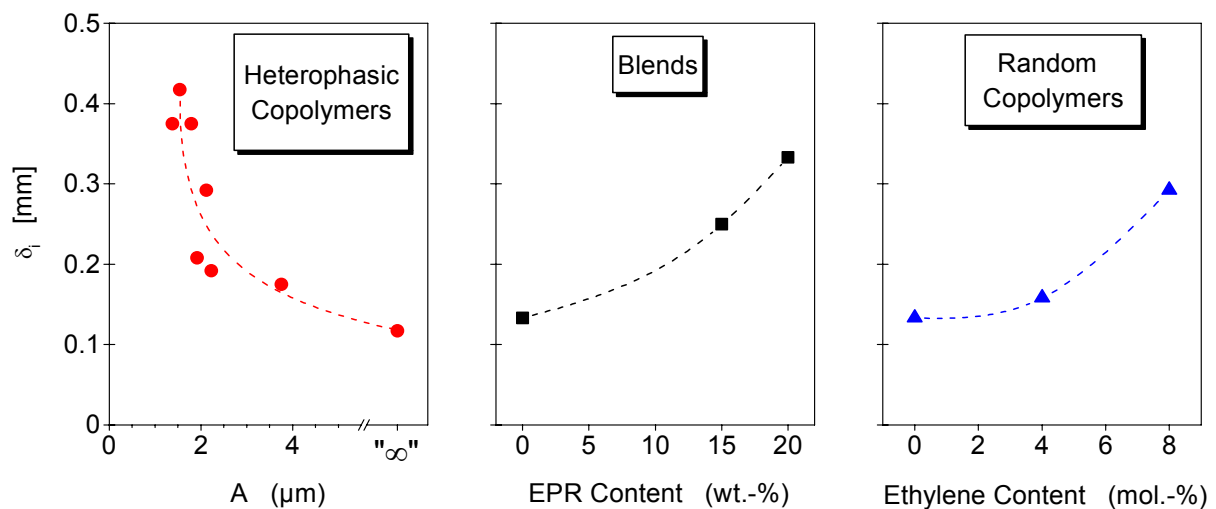 0.5
0.4
0.3
0.2
0.1
0
δi [mm]
Heterophasic
Copolymers
0 2 4 "∞"
A (µm)
Blends
0 5 10 15 20
EPR Content (wt.-%)
Random
Copolymers
0 2 4 6 8
Ethylene Content (mol.-%)